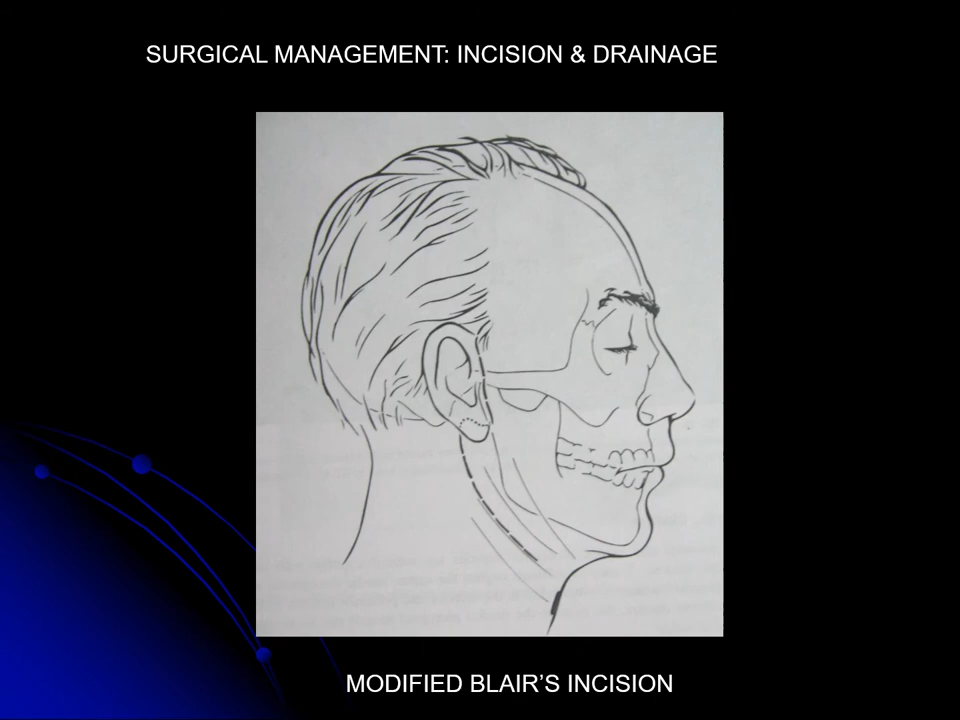 SURGICAL MANAGEMENT: INCISION & DRAINAGE
MODIFIED BLAIR’S INCISION